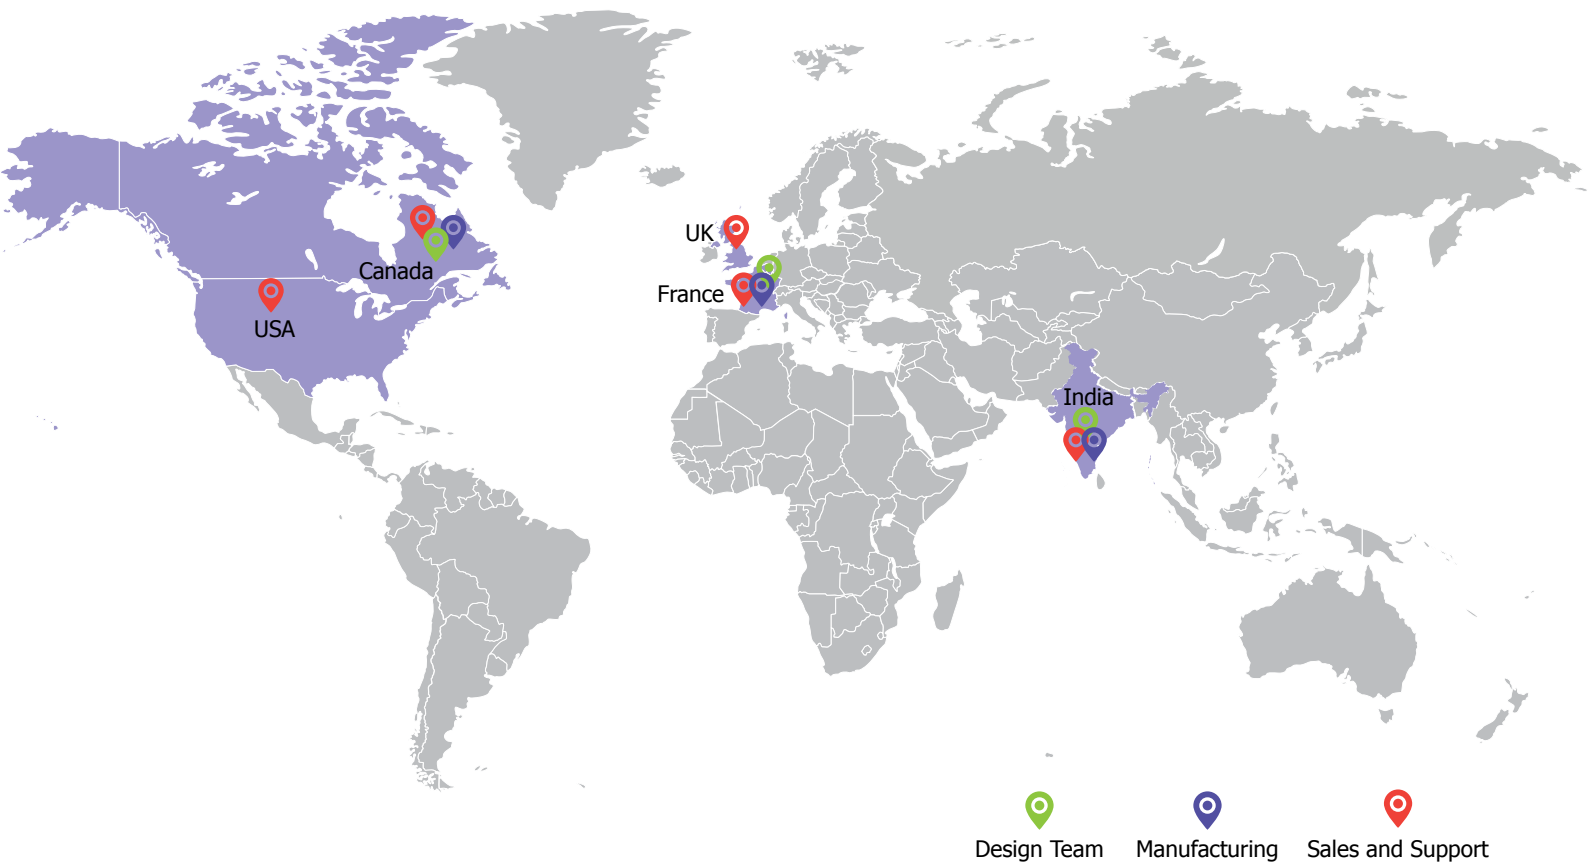 UK
Canada
France
USA
India
Design Team
Manufacturing
Sales and Support